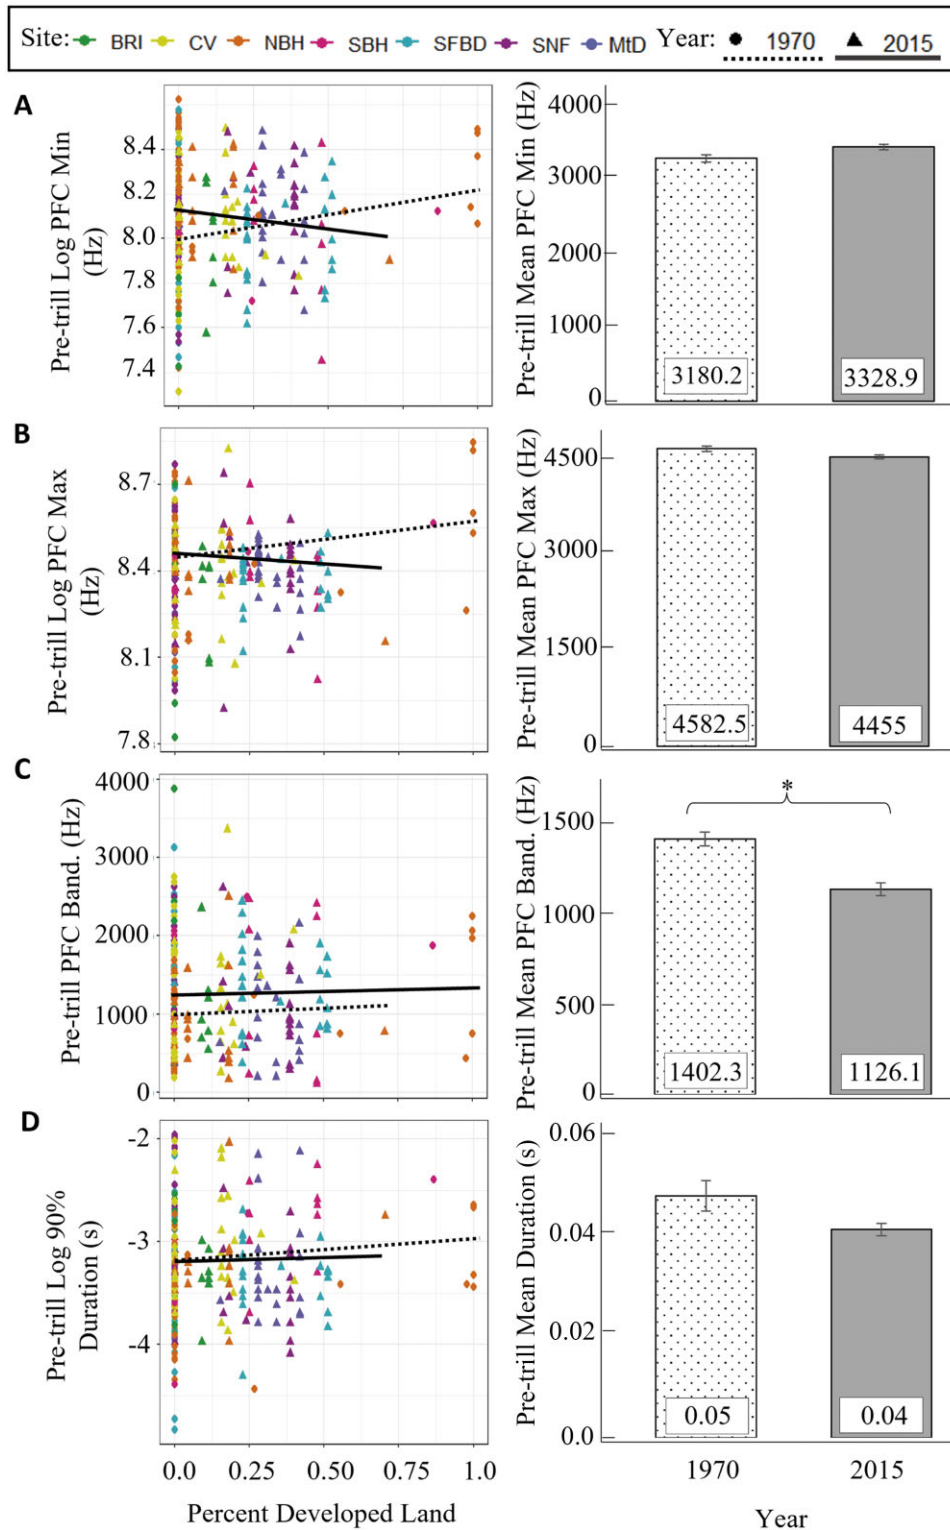 Site: BRI CV NBH SBH SFBD SNF MtD Year: 1970 2015
A
Pre-trill Log PFC Min
(Hz)
8.4
8.2
8.0
7.8
7.6
7.4
Pre-trill Mean PFC Min (Hz)
4000
3000
2000
1000
0
3180.2
3328.9
B
Pre-trill Log PFC Max
(Hz)
8.7
8.4
8.1
7.8
Pre-trill Mean PFC Max (Hz)
4500
3000
1500
0
4582.5
4455
C
Pre-trill PFC Band. (Hz)
4000
3000
2000
1000
0
Pre-trill Mean PFC Band. (Hz)
1500
1000
500
0
*
1402.3
1126.1
D
Pre-trill Log 90%
Duration (s)
-2
-3
-4
Pre-trill Mean Duration (s)
0.06
0.04
0.02
0.0
0.05
0.04
0.0 0.25 0.50 0.75 1.0
Percent Developed Land
1970 2015
Year